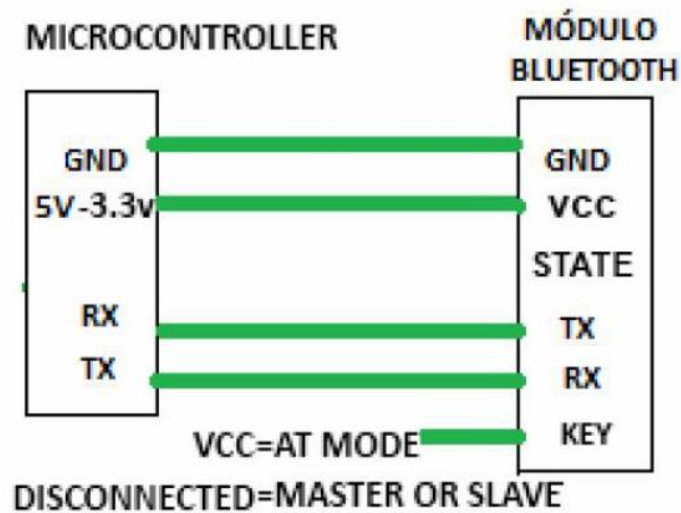 MICROCONTROLLER
MÓDULO
BLUETOOTH
GND
5V-3.3v
RX
TX
GND
VCC
STATE
TX
RX
KEY
VCC=AT MODE
DISCONNECTED=MASTER OR SLAVE